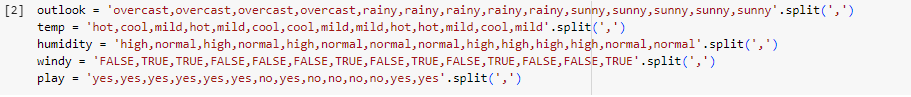 [2] outlook = 'overcast,overcast,overcast,overcast,rainy,rainy,rainy,rainy,rainy,sunny,sunny,sunny,sunny,sunny'.split(',')
temp = 'hot,cool,mild,hot,mild,cool,cool,mild,mild,hot,hot,mild,cool,mild'.split(',')
humidity = 'high,normal,high,normal,high,normal,normal,normal,high,high,high,high,normal,normal'.split(',')
windy = 'FALSE,TRUE,TRUE,FALSE,FALSE,FALSE,TRUE,FALSE,TRUE,FALSE,TRUE,FALSE,FALSE,TRUE'.split(',')
play = 'yes,yes,yes,yes,yes,yes,no,yes,no,no,no,no,yes,yes'.split(',')